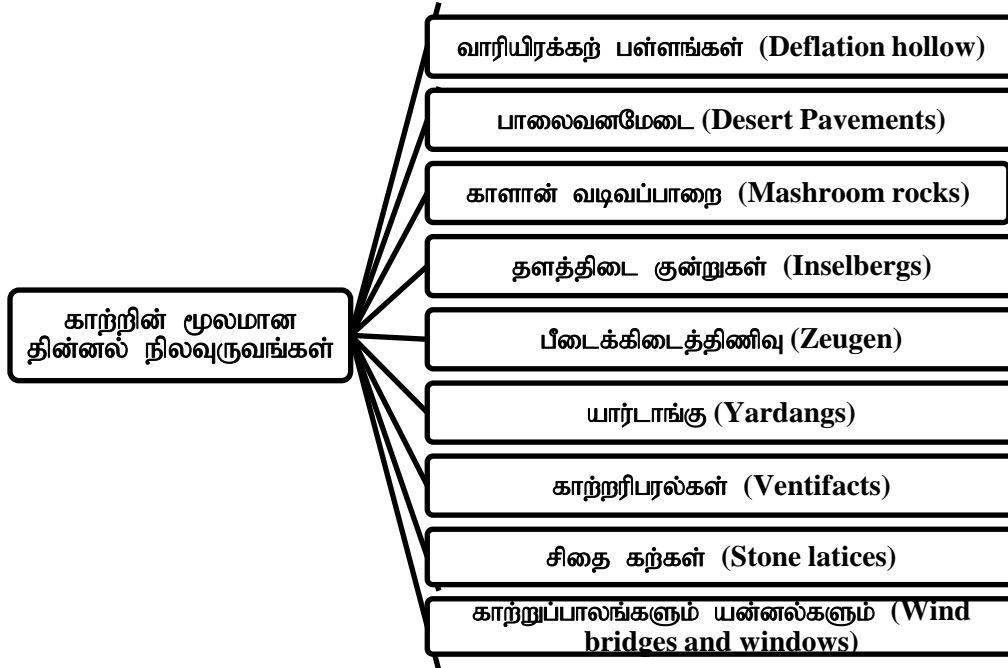 வாரியிரக்கற் பள்ளங்கள் (Deflation hollow)
பாலைவனமேடை (Desert Pavements)
காளான் வடிவப்பாறை (Mashroom rocks)
தளத்திடை குன்றுகள் (Inselbergs)
காற்றின் மூலமான
தின்னல் நிலவுருவங்கள்
பீடைக்கிடைத்திணிவு (Zeugen)
யார்டாங்கு (Yardangs)
காற்றரிபரல்கள் (Ventifacts)
சிதை கற்கள் (Stone latices)
காற்றுப்பாலங்களும் யன்னல்களும் (Wind
bridges and windows)